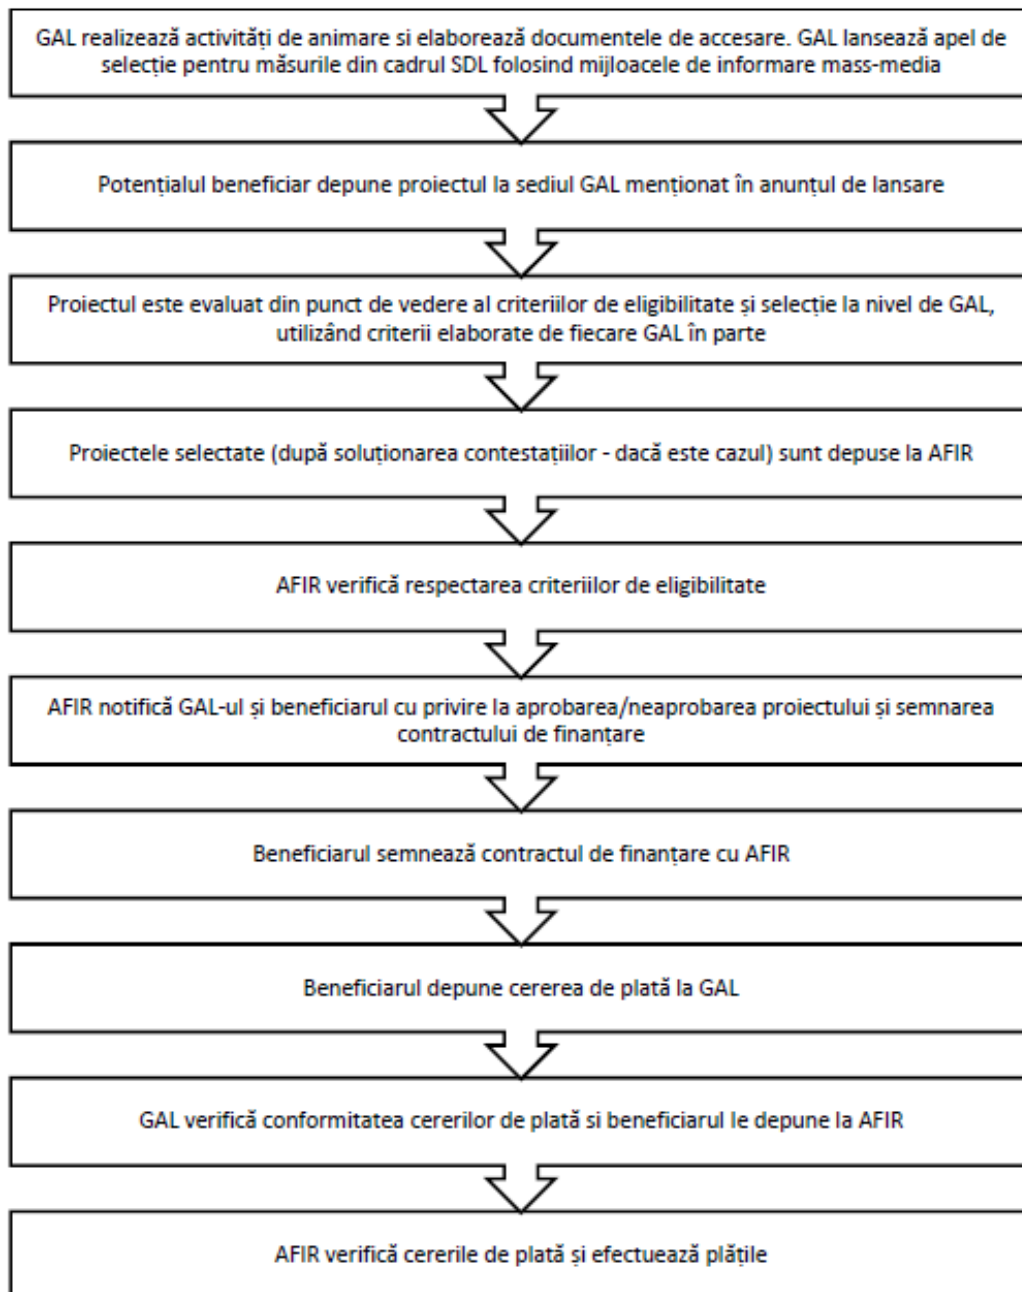 GAL realizează activități de animare si elaborează documentele de accesare. GAL lansează apel de
selecție pentru măsurile din cadrul SDL folosind mijloacele de informare mass-media
Potențialul beneficiar depune proiectul la sediul GAL menționat în anunțul de lansare
Proiectul este evaluat din punct de vedere al criteriilor de eligibilitate și selecție la nivel de GAL,
utilizând criterii elaborate de fiecare GAL în parte
Proiectele selectate (după soluționarea contestațiilor - dacă este cazul) sunt depuse la AFIR
AFIR verifică respectarea criteriilor de eligibilitate
AFIR notifică GAL-ul și beneficiarul cu privire la aprobarea/neaprobarea proiectului și semnarea
contractului de finanțare
Beneficiarul semnează contractul de finanțare cu AFIR
Beneficiarul depune cererea de plată la GAL
GAL verifică conformitatea cererilor de plată si beneficiarul le depune la AFIR
AFIR verifică cererile de plată și efectuează plățile